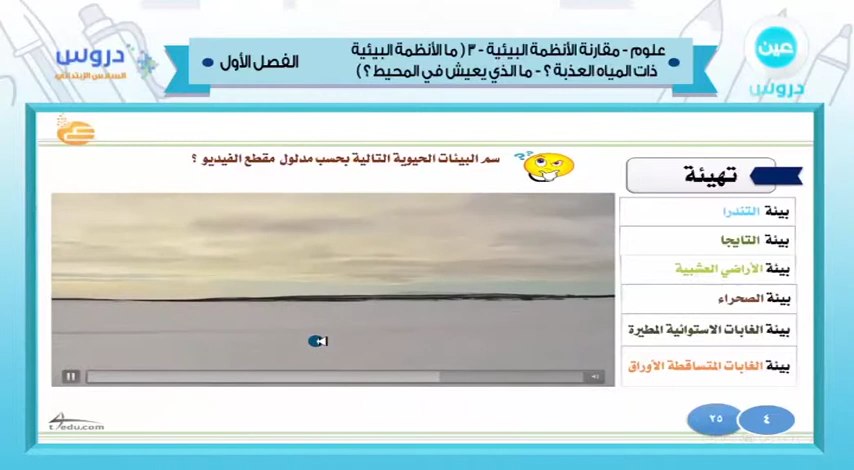 عين
دروس
علوم - مقارنة الأنظمة البيئية - ٣ ( ما الأنظمة البيئية
ذات المياه العذبة ؟ - ما الذي يعيش في المحيط ؟ )
الفصل الأول
دروس
السادس الإبتدائي
تهيئة
سم البيئات الحيوية التالية بحسب مدلول مقطع الفيديو ؟
بيئة التندرا
بيئة التايجا
بيئة الأراضي العشبية
بيئة الصحراء
بيئة الغابات الاستوائية المطيرة
بيئة الغابات المتساقطة الأوراق
٤
٢٥
t4edu.com